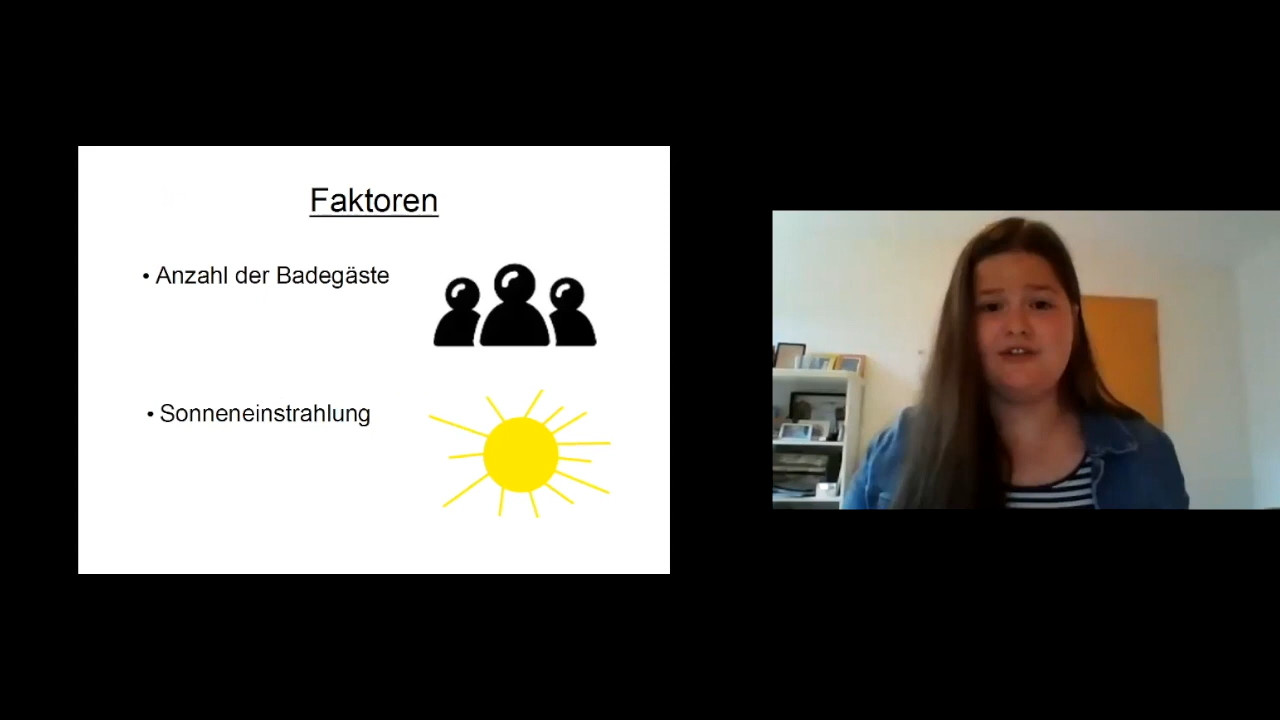 Faktoren
• Anzahl der Badegäste
• Sonneneinstrahlung